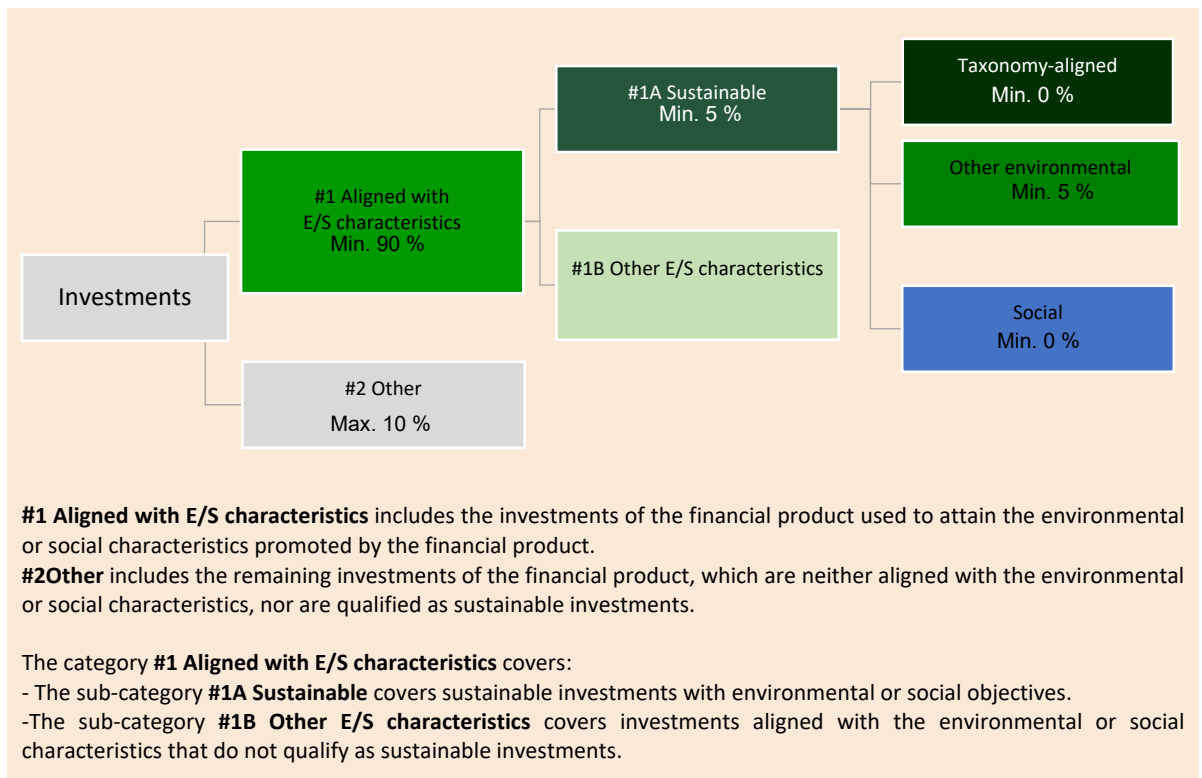 Taxonomy-aligned
Min. 0 %
#1A Sustainable
Min. 5 %
Other environmental
Min. 5 %
#1 Aligned with
E/S characteristics
Min. 90 %
#1B Other E/S characteristics
Investments
Social
Min. 0 %
#2 Other
Max. 10 %
#1 Aligned with E/S characteristics includes the investments of the financial product used to attain the environmental
or social characteristics promoted by the financial product.
#2Other includes the remaining investments of the financial product, which are neither aligned with the environmental
or social characteristics, nor are qualified as sustainable investments.
The category #1 Aligned with E/S characteristics covers:
- The sub-category #1A Sustainable covers sustainable investments with environmental or social objectives.
-The sub-category #1B Other E/S characteristics covers investments aligned with the environmental or social
characteristics that do not qualify as sustainable investments.